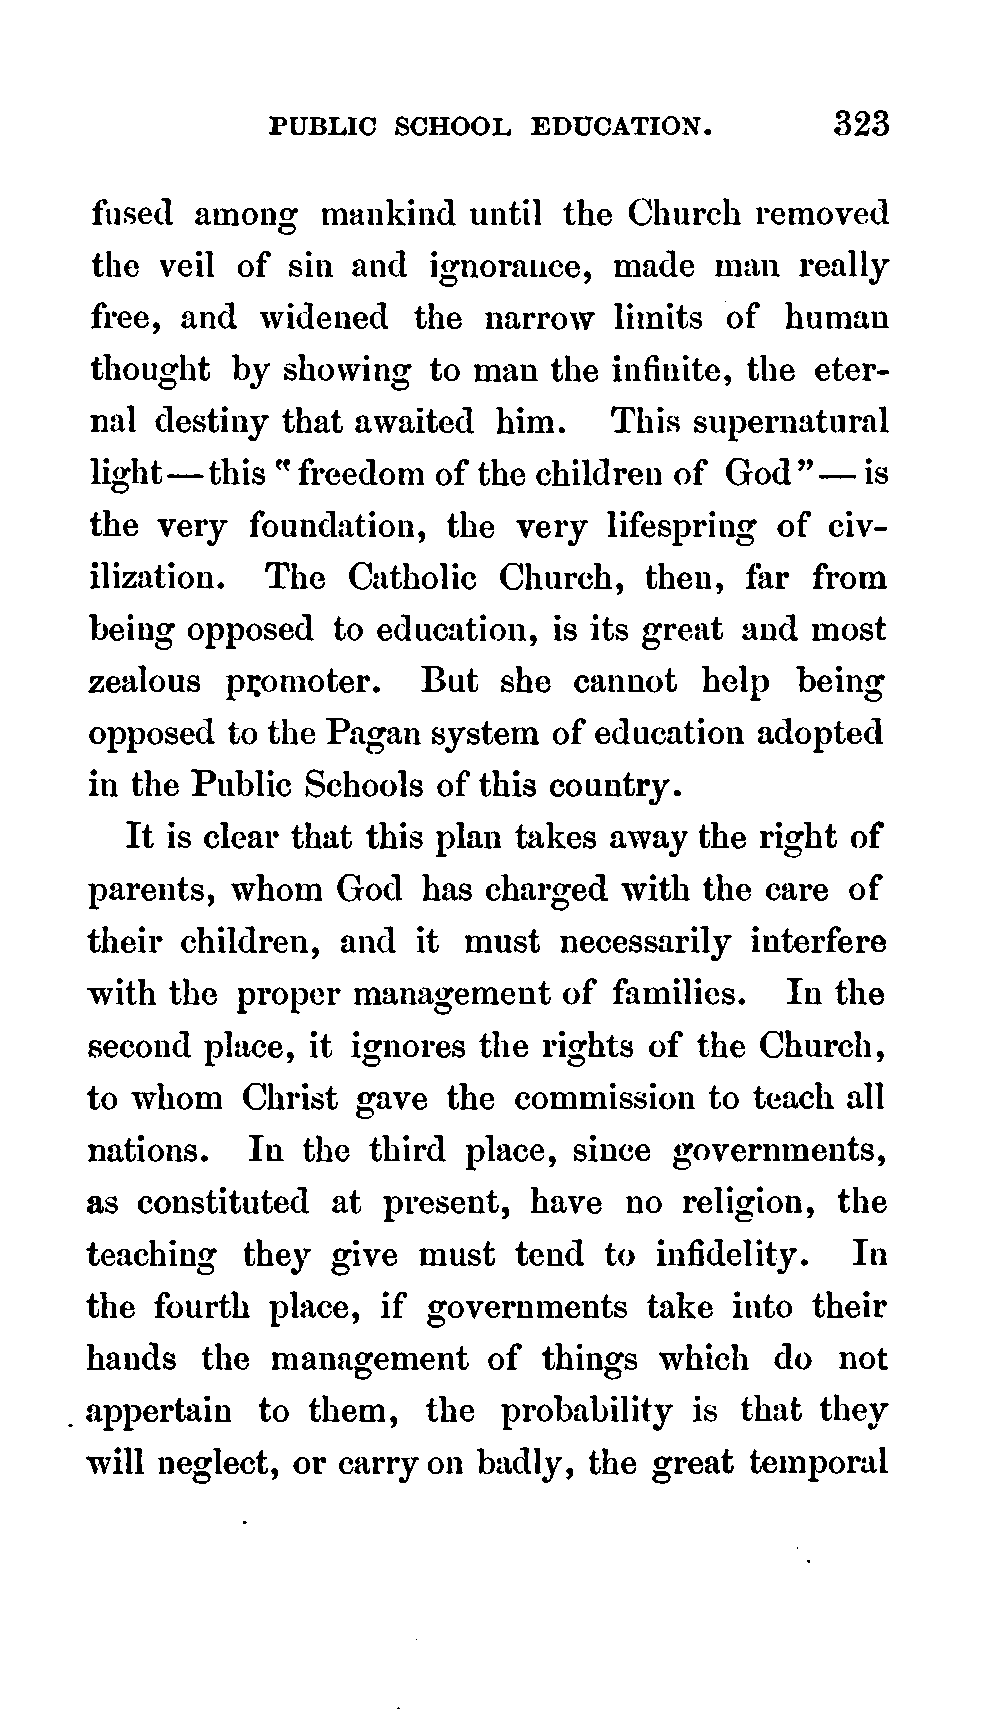 PUBLIC SCHOOL EDUCATION. 323
fused among mankind until the Church removed
the veil of sin and ignorance, made man really
free, and widened the narrow limits of human
thought by showing to man the infinite, the eter-
nal destiny that awaited him. This supernatural
light—this "freedom of the children of God"—is
the very foundation, the very lifespring of civ-
ilization. The Catholic Church, then, far from
being opposed to education, is its great and most
zealous promoter. But she cannot help being
opposed to the Pagan system of education adopted
in the Public Schools of this country.
It is clear that this plan takes away the right of
parents, whom God has charged with the care of
their children, and it must necessarily interfere
with the proper management of families. In the
second place, it ignores the rights of the Church,
to whom Christ gave the commission to teach all
nations. In the third place, since governments,
as constituted at present, have no religion, the
teaching they give must tend to infidelity. In
the fourth place, if governments take into their
hands the management of things which do not
appertain to them, the probability is that they
will neglect, or carry on badly, the great temporal